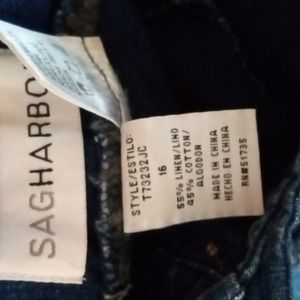 SAGHARBO
STYLE/ESTILO:
T73232JC
16
55% LINEN/LINO
45% COTTON/
ALGODON
MADE IN CHINA
HECHO EN CHINA
RN#51735